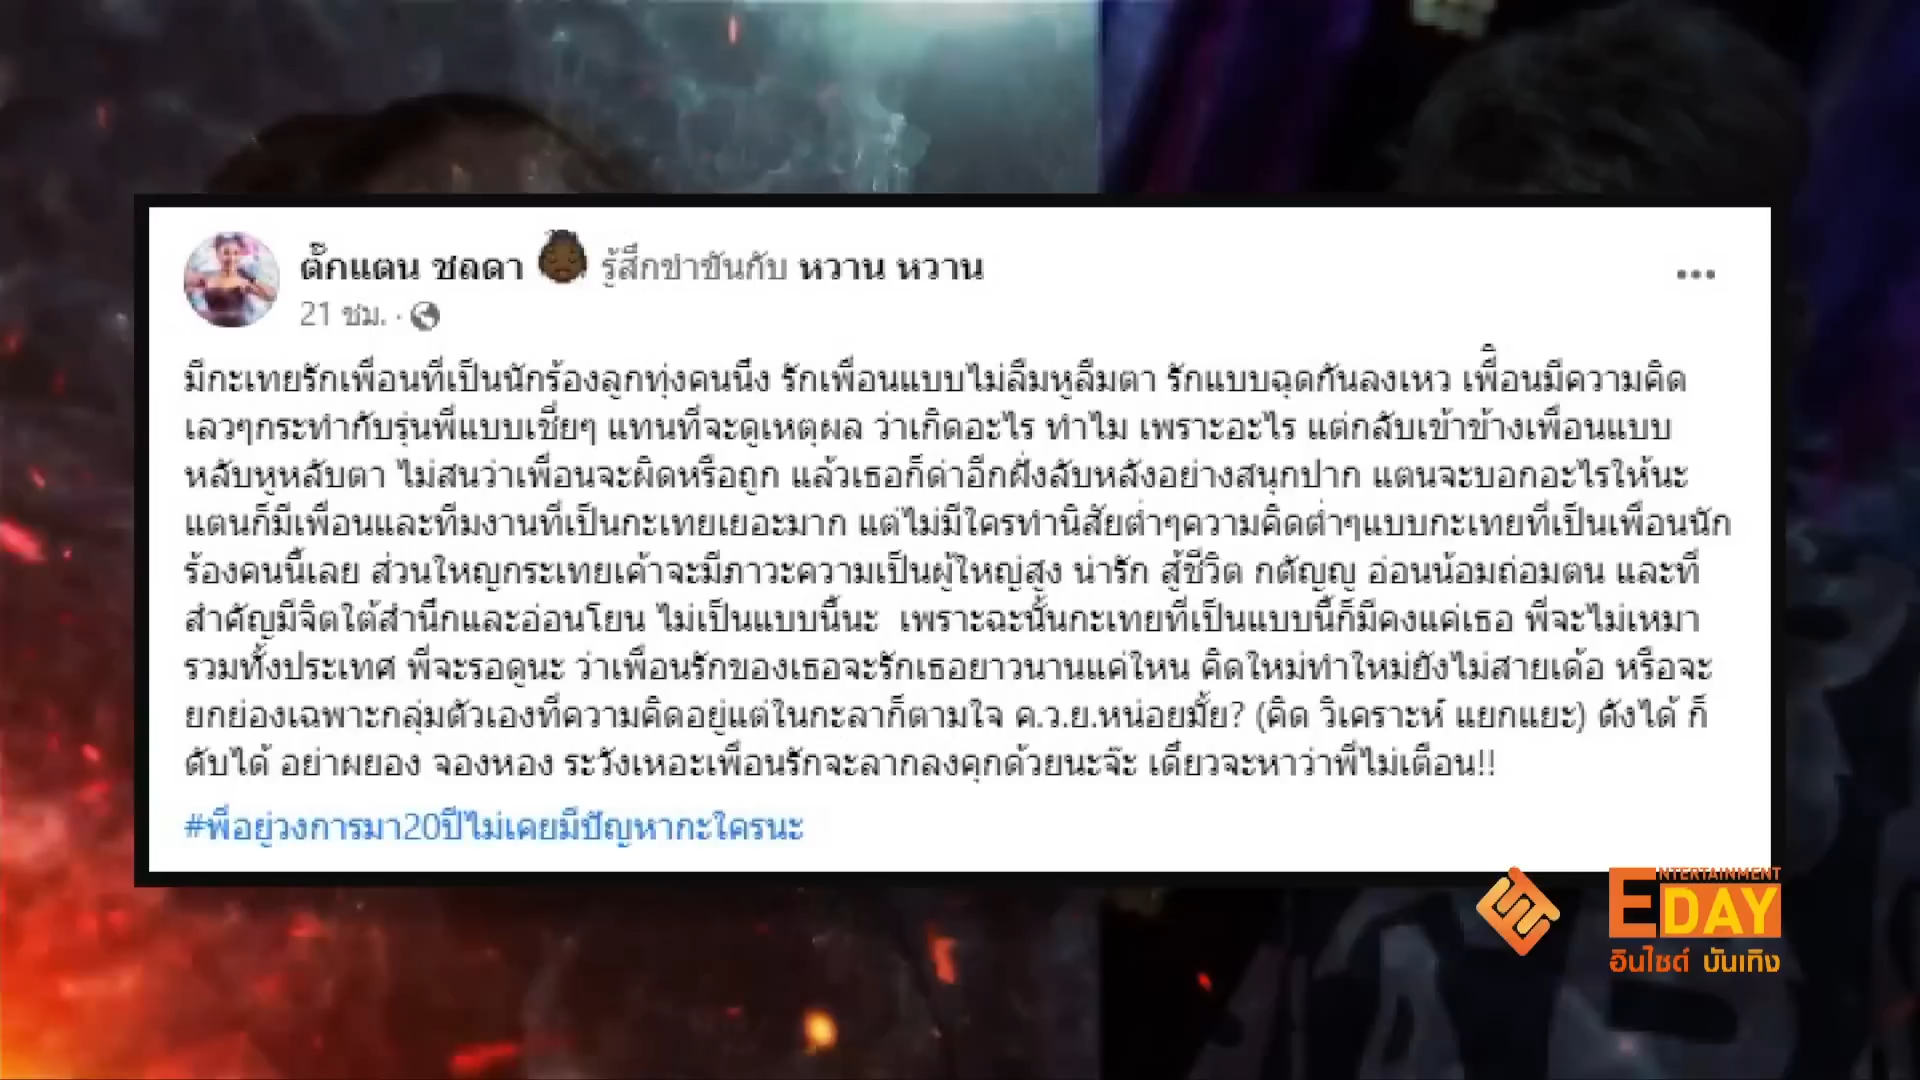 ตั๊กแตน ชลดา รู้สึกขำขันกับ หวาน หวาน
21 ชม. ·
มีกะเทยรักเพื่อนที่เป็นนักร้องลูกทุ่งคนนึง รักเพื่อนแบบไม่ลืมหูลืมตา รักแบบฉุดกันลงเหว เพื่ิอนมีความคิด
เลวๆกระทำกับรุ่นพี่แบบเชี่ยๆ แทนที่จะดูเหตุผล ว่าเกิดอะไร ทำไม เพราะอะไร แต่กลับเข้าข้างเพื่อนแบบ
หลับหูหลับตา ไม่สนว่าเพื่อนจะผิดหรือถูก แล้วเธอก็ด่าอีกฝั่งลับหลังอย่างสนุกปาก แตนจะบอกอะไรให้นะ
แตนก็มีเพื่อนและทีมงานที่เป็นกะเทยเยอะมาก แต่ไม่มีใครทำนิสัยต่ำๆความคิดต่ำๆแบบกะเทยที่เป็นเพื่อนนัก
ร้องคนนี้เลย ส่วนใหญ่กระเทยเค้าจะมีภาวะความเป็นผู้ใหญ่สูง น่ารัก สู้ชีวิต กตัญญู อ่อนน้อมถ่อมตน และที่
สำคัญมีจิตใต้สำนึกและอ่อนโยน ไม่เป็นแบบนี้นะ เพราะฉะนั้นกะเทยที่เป็นแบบนี้ก็มีคงแค่เธอ พี่จะไม่เหมา
รวมทั้งประเทศ พี่จะรอดูนะ ว่าเพื่อนรักของเธอจะรักเธอยาวนานแค่ใหน คิดใหม่ทำใหม่ยังไม่สายเด้อ หรือจะ
ยกย่องเฉพาะกลุ่มตัวเองที่ความคิดอยู่แต่ในกะลาก็ตามใจ ค.ว.ย.หน่อยมั้ย? (คิด วิเคราะห์ แยกแยะ) ดังได้ ก็
ดับได้ อย่าผยอง จองหอง ระวังเหอะเพื่อนรักจะลากลงคุกด้วยนะจ๊ะ เดี๋ยวจะหาว่าพี่ไม่เตือน!!
#พี่อยู่วงการมา20ปีไม่เคยมีปัญหากะใครนะ
ENTERTAINMENT
EDAY
อินไซด์ บันเทิง